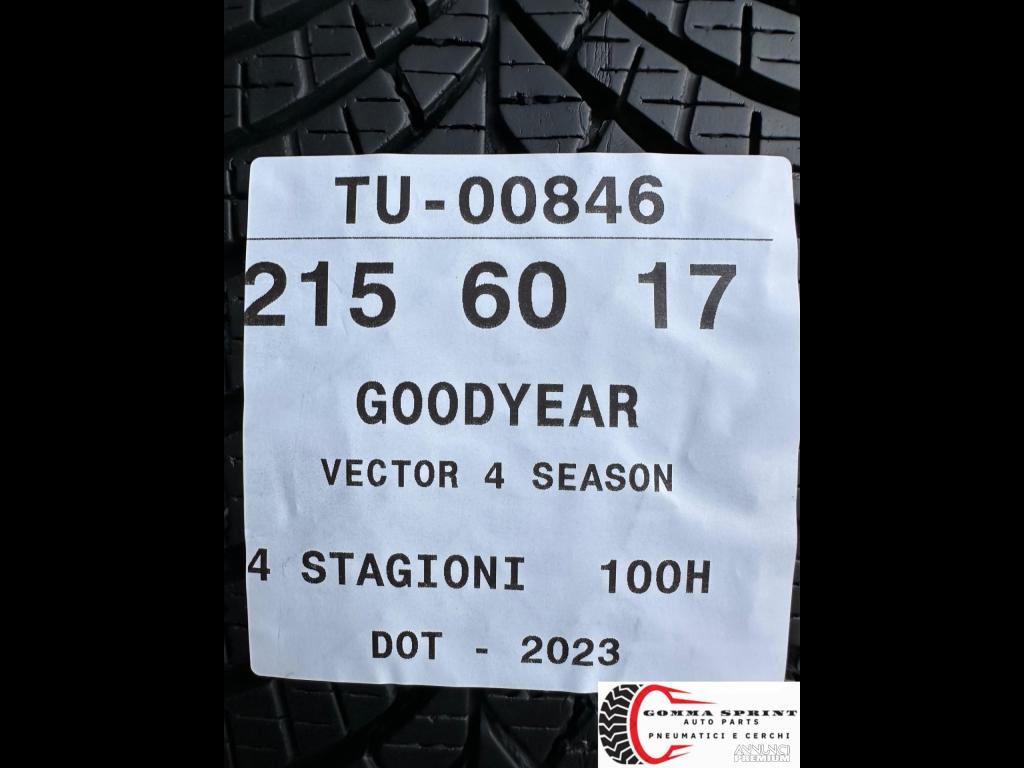 TU-00846
215 60 17
GOODYEAR
VECTOR 4 SEASON
4 STAGIONI 100H
DOT - 2023
GOMMA SPRINT
AUTO PARTS
PNEUMATICI E CERCHI
ANNUNCI
PREMIUM